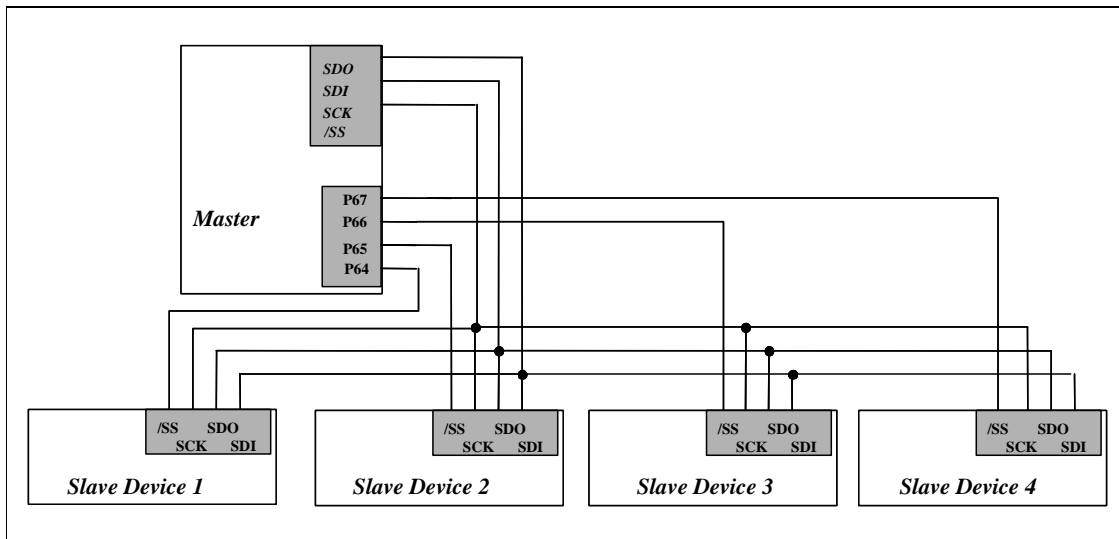 SDO
SDI
SCK
/SS
Master
P67
P66
P65
P64
/SS SDO
SCK SDI
Slave Device 1
/SS SDO
SCK SDI
Slave Device 2
/SS SDO
SCK SDI
Slave Device 3
/SS SDO
SCK SDI
Slave Device 4